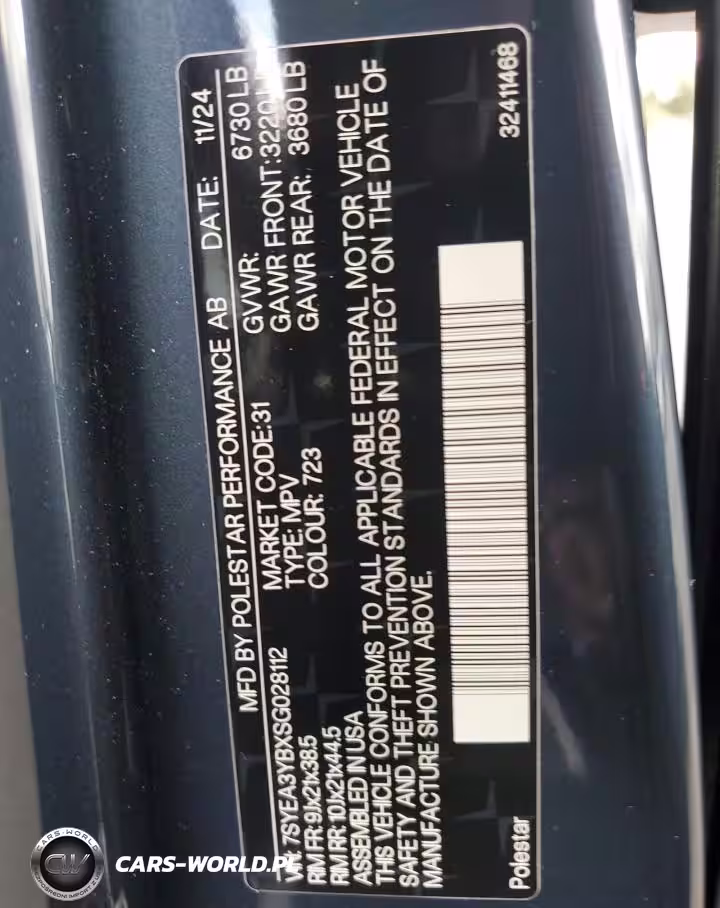 MFD BY POLESTAR PERFORMANCE AB DATE: 11/24
GVWR: 6730 LB
GAWR FRONT:3220 LB
GAWR REAR: 3680 LB
MARKET CODE:31
TYPE: MPV
COLOUR: 723
VIN: 7SYEA3YBXSG028112
RIM FR: 9Jx21x38.5
RIM RR: 10Jx21x44.5
ASSEMBLED IN USA
THIS VEHICLE CONFORMS TO ALL APPLICABLE FEDERAL MOTOR VEHICLE
SAFETY AND THEFT PREVENTION STANDARDS IN EFFECT ON THE DATE OF
MANUFACTURE SHOWN ABOVE.
Polestar
32411468
CARS-WORLD.PL
CARS-WORLD
CW